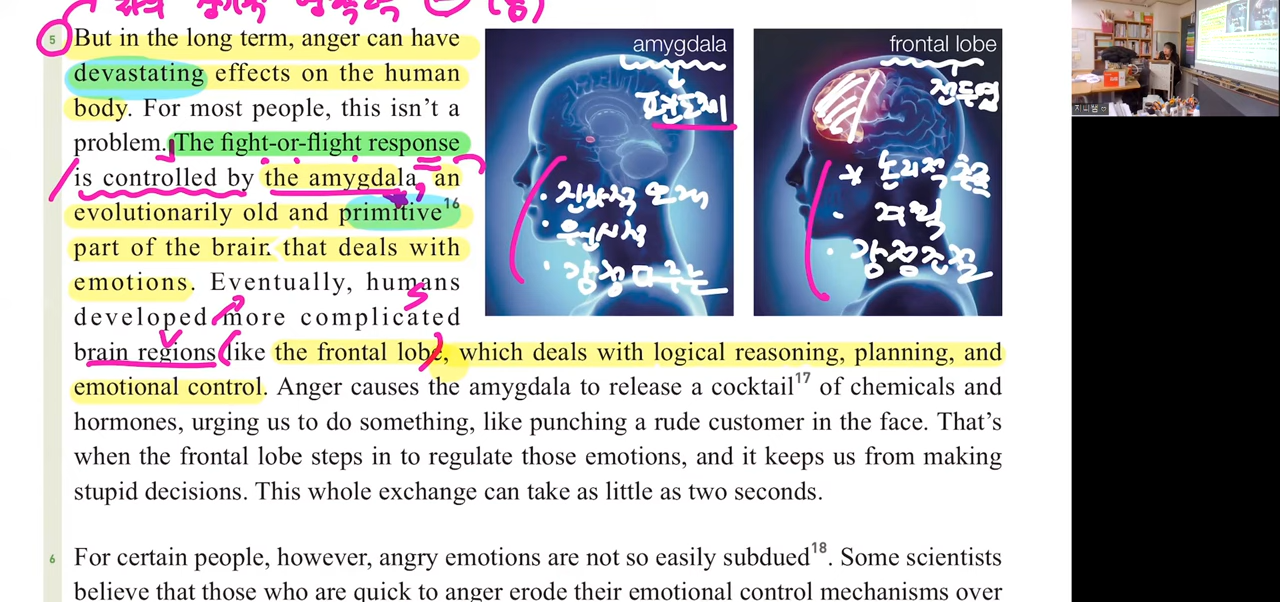 5 But in the long term, anger can have
devastating effects on the human
body. For most people, this isn't a
problem. The fight-or-flight response
is controlled by the amygdala, an
evolutionarily old and primitive16
part of the brain that deals with
emotions. Eventually, humans
developed more complicated
brain regions like the frontal lobe, which deals with logical reasoning, planning, and
emotional control. Anger causes the amygdala to release a cocktail17 of chemicals and
hormones, urging us to do something, like punching a rude customer in the face. That's
when the frontal lobe steps in to regulate those emotions, and it keeps us from making
stupid decisions. This whole exchange can take as little as two seconds.
amygdala
편도체
· 진화적 오래
· 원시적
· 감정 다루는
frontal lobe
전두엽
* 논리적 추론
· 계획
· 감정조절
6 For certain people, however, angry emotions are not so easily subdued18. Some scientists
believe that those who are quick to anger erode their emotional control mechanisms over